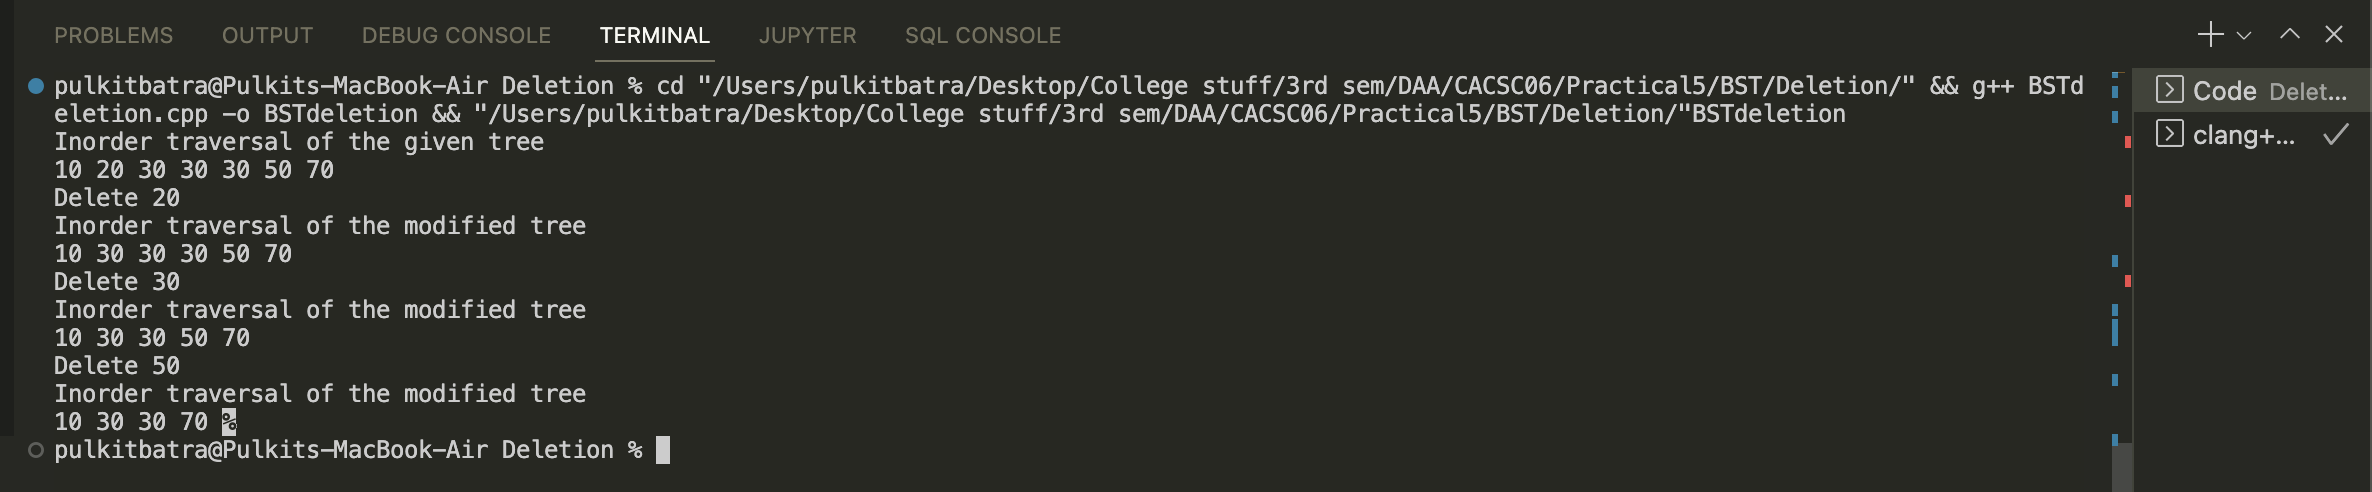 PROBLEMS OUTPUT DEBUG CONSOLE TERMINAL JUPYTER SQL CONSOLE
pulkitbatra@Pulkits-MacBook-Air Deletion % cd "/Users/pulkitbatra/Desktop/College stuff/3rd sem/DAA/CACSC06/Practical5/BST/Deletion/" && g++ BSTd
eletion.cpp -o BSTdeletion && "/Users/pulkitbatra/Desktop/College stuff/3rd sem/DAA/CACSC06/Practical5/BST/Deletion/"BSTdeletion
Inorder traversal of the given tree
10 20 30 30 30 50 70
Delete 20
Inorder traversal of the modified tree
10 30 30 30 50 70
Delete 30
Inorder traversal of the modified tree
10 30 30 50 70
Delete 50
Inorder traversal of the modified tree
10 30 30 70 %
pulkitbatra@Pulkits-MacBook-Air Deletion %
Code Delet...
clang+...